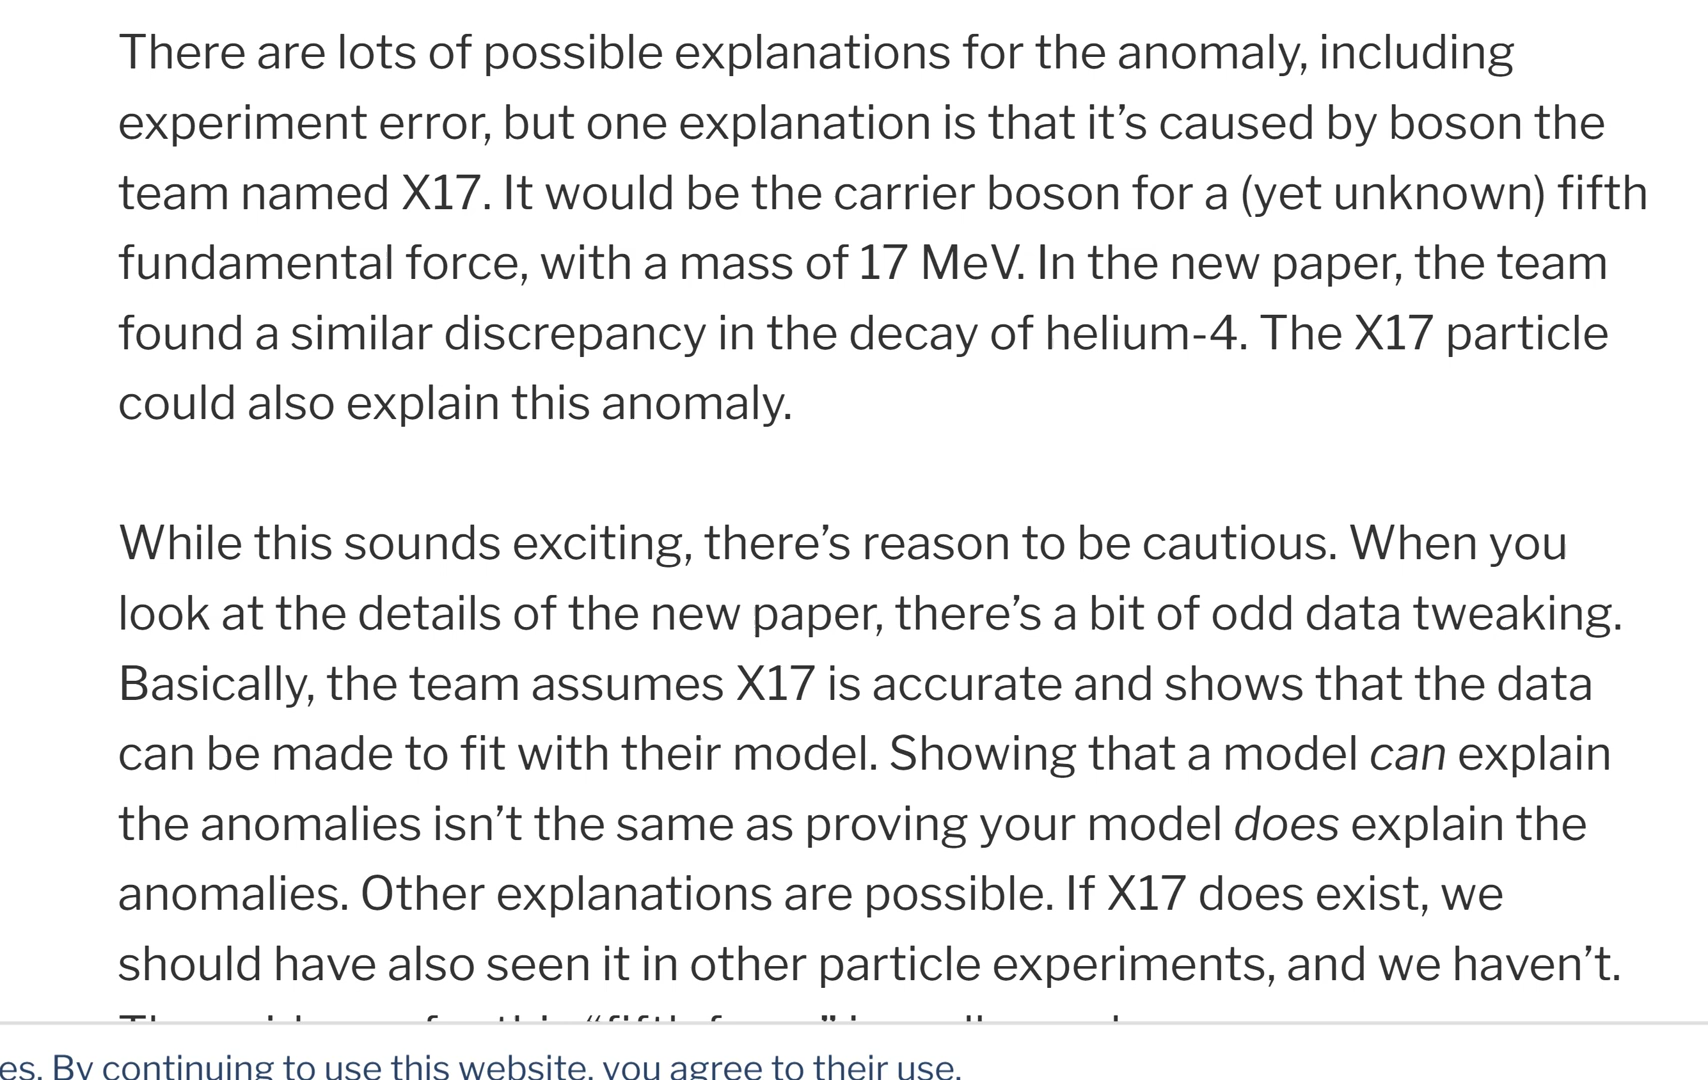 There are lots of possible explanations for the anomaly, including
experiment error, but one explanation is that it’s caused by boson the
team named X17. It would be the carrier boson for a (yet unknown) fifth
fundamental force, with a mass of 17 MeV. In the new paper, the team
found a similar discrepancy in the decay of helium-4. The X17 particle
could also explain this anomaly.
While this sounds exciting, there’s reason to be cautious. When you
look at the details of the new paper, there’s a bit of odd data tweaking.
Basically, the team assumes X17 is accurate and shows that the data
can be made to fit with their model. Showing that a model can explain
the anomalies isn’t the same as proving your model does explain the
anomalies. Other explanations are possible. If X17 does exist, we
should have also seen it in other particle experiments, and we haven’t.
es. By continuing to use this website, you agree to their use.